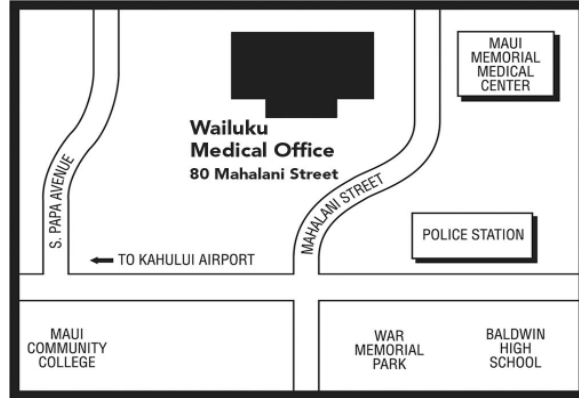 MAUI
MEMORIAL
MEDICAL
CENTER
Wailuku
Medical Office
80 Mahalani Street
S. PAPA AVENUE
MAHALANI STREET
POLICE STATION
TO KAHULUI AIRPORT
MAUI
COMMUNITY
COLLEGE
WAR
MEMORIAL
PARK
BALDWIN
HIGH
SCHOOL